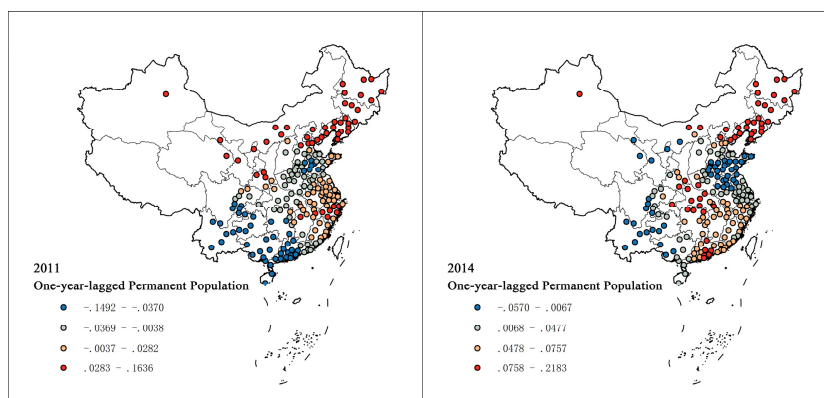 2011
One-year-lagged Permanent Population
-.1492 - -.0370
-.0369 - -.0038
-.0037 - .0282
.0283 - .1636
2014
One-year-lagged Permanent Population
-.0570 - .0067
.0068 - .0477
.0478 - .0757
.0758 - .2183